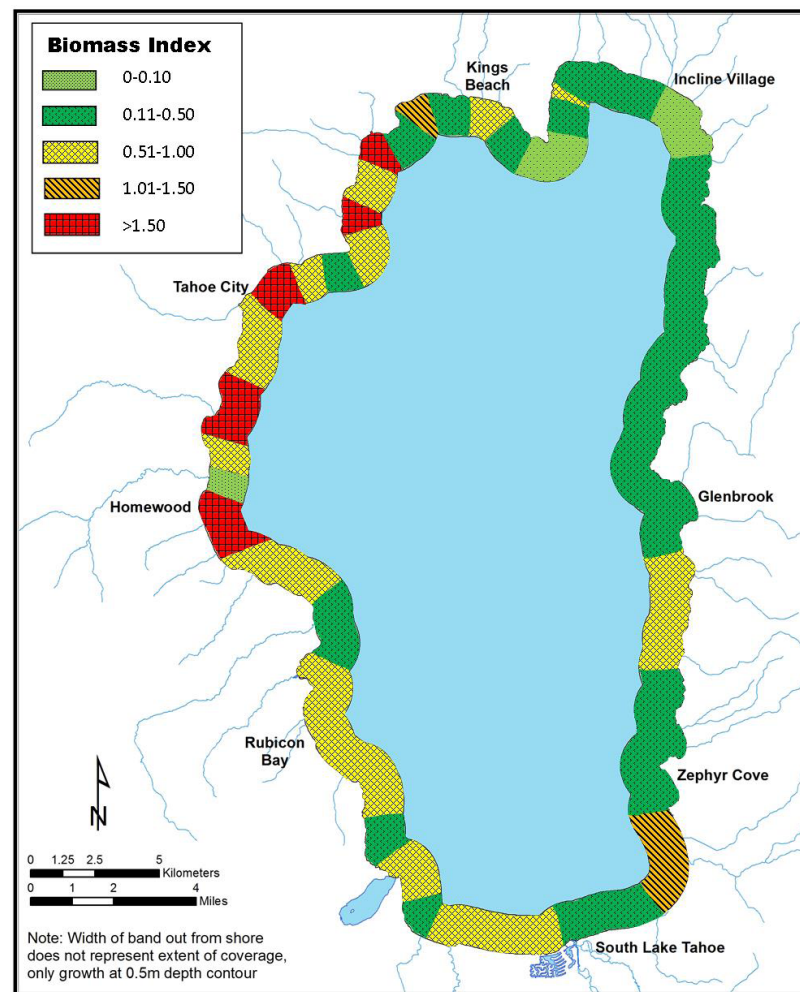 Biomass Index
0-0.10
0.11-0.50
0.51-1.00
1.01-1.50
>1.50
Kings
Beach
Incline Village
Tahoe City
Homewood
Glenbrook
Rubicon
Bay
Zephyr Cove
N
0 1.25 2.5 5
Kilometers
0 1 2 4
Miles
South Lake Tahoe
Note: Width of band out from shore
does not represent extent of coverage,
only growth at 0.5m depth contour